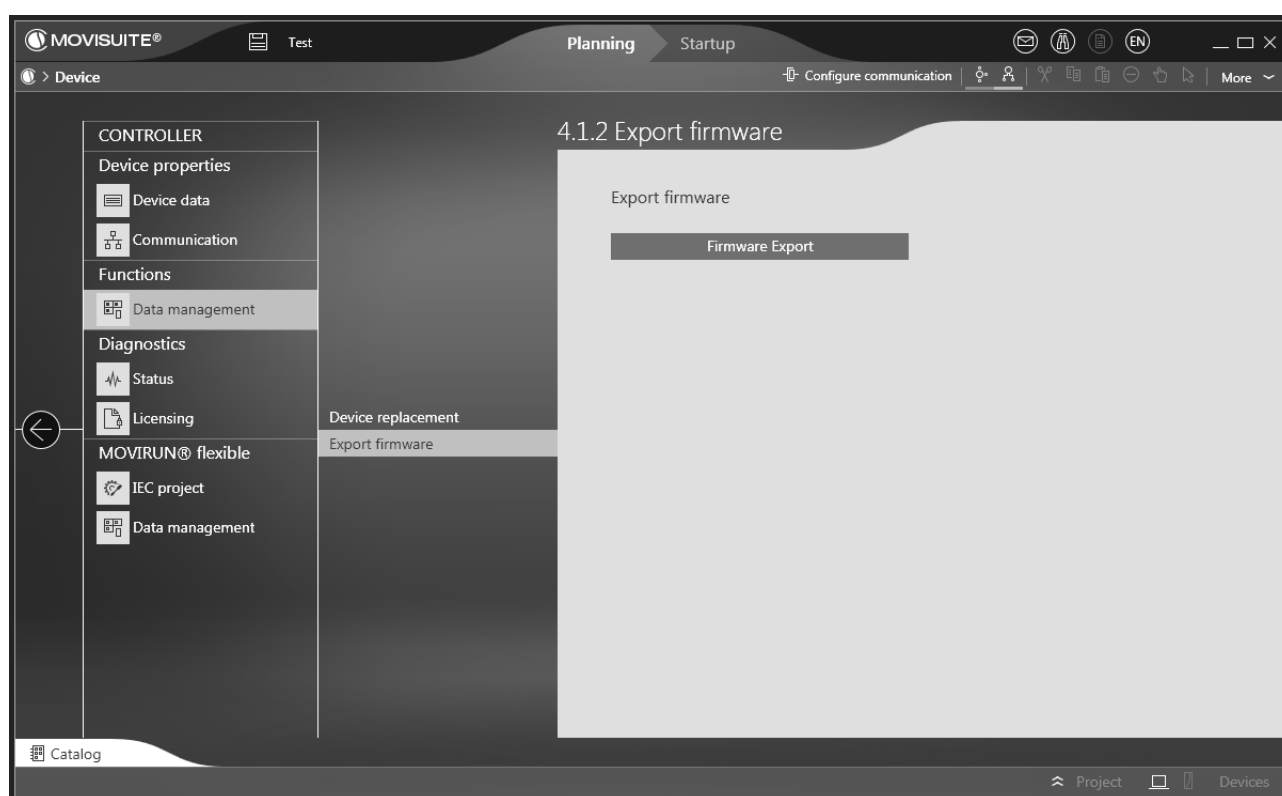 MOVISUITE® Test Planning Startup EN
> Device Configure communication More
4.1.2 Export firmware
CONTROLLER
Device properties
Device data
Communication
Functions
Data management
Diagnostics
Status
Licensing
MOVIRUN® flexible
IEC project
Data management
Device replacement
Export firmware
Export firmware
Firmware Export
Catalog
Project Devices